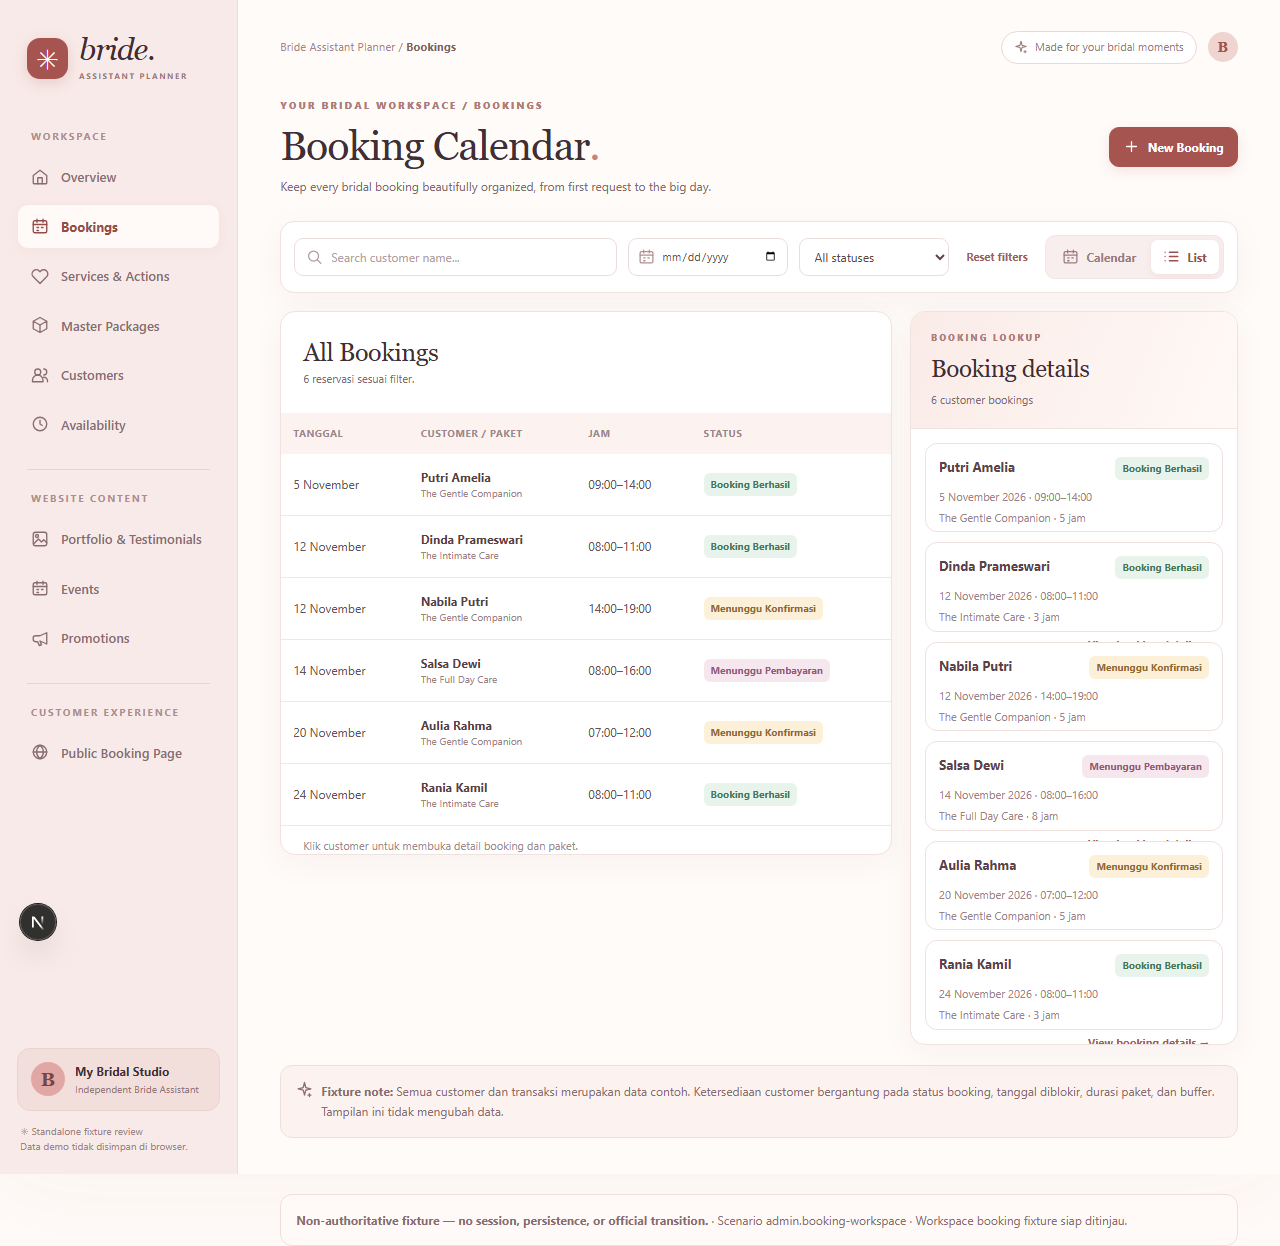 bride.
ASSISTANT PLANNER
WORKSPACE
Overview
Bookings
Services & Actions
Master Packages
Customers
Availability
WEBSITE CONTENT
Portfolio & Testimonials
Events
Promotions
CUSTOMER EXPERIENCE
Public Booking Page
N
B
My Bridal Studio
Independent Bride Assistant
✳ Standalone fixture review
Data demo tidak disimpan di browser.
Bride Assistant Planner / Bookings
Made for your bridal moments
B
YOUR BRIDAL WORKSPACE / BOOKINGS
Booking Calendar.
Keep every bridal booking beautifully organized, from first request to the big day.
+ New Booking
Search customer name...
mm/dd/yyyy
All statuses
Reset filters
Calendar
List
All Bookings
6 reservasi sesuai filter.
TANGGAL CUSTOMER / PAKET JAM STATUS
5 November Putri Amelia 09:00–14:00 Booking Berhasil
The Gentle Companion
12 November Dinda Prameswari 08:00–11:00 Booking Berhasil
The Intimate Care
12 November Nabila Putri 14:00–19:00 Menunggu Konfirmasi
The Gentle Companion
14 November Salsa Dewi 08:00–16:00 Menunggu Pembayaran
The Full Day Care
20 November Aulia Rahma 07:00–12:00 Menunggu Konfirmasi
The Gentle Companion
24 November Rania Kamil 08:00–11:00 Booking Berhasil
The Intimate Care
Klik customer untuk membuka detail booking dan paket.
BOOKING LOOKUP
Booking details
6 customer bookings
Putri Amelia Booking Berhasil
5 November 2026 · 09:00–14:00
The Gentle Companion · 5 jam
Dinda Prameswari Booking Berhasil
12 November 2026 · 08:00–11:00
The Intimate Care · 3 jam
Nabila Putri Menunggu Konfirmasi
12 November 2026 · 14:00–19:00
The Gentle Companion · 5 jam
Salsa Dewi Menunggu Pembayaran
14 November 2026 · 08:00–16:00
The Full Day Care · 8 jam
Aulia Rahma Menunggu Konfirmasi
20 November 2026 · 07:00–12:00
The Gentle Companion · 5 jam
Rania Kamil Booking Berhasil
24 November 2026 · 08:00–11:00
The Intimate Care · 3 jam
View booking details →
Fixture note: Semua customer dan transaksi merupakan data contoh. Ketersediaan customer bergantung pada status booking, tanggal diblokir, durasi paket, dan buffer.
Tampilan ini tidak mengubah data.
Non-authoritative fixture — no session, persistence, or official transition. · Scenario admin.booking-workspace · Workspace booking fixture siap ditinjau.